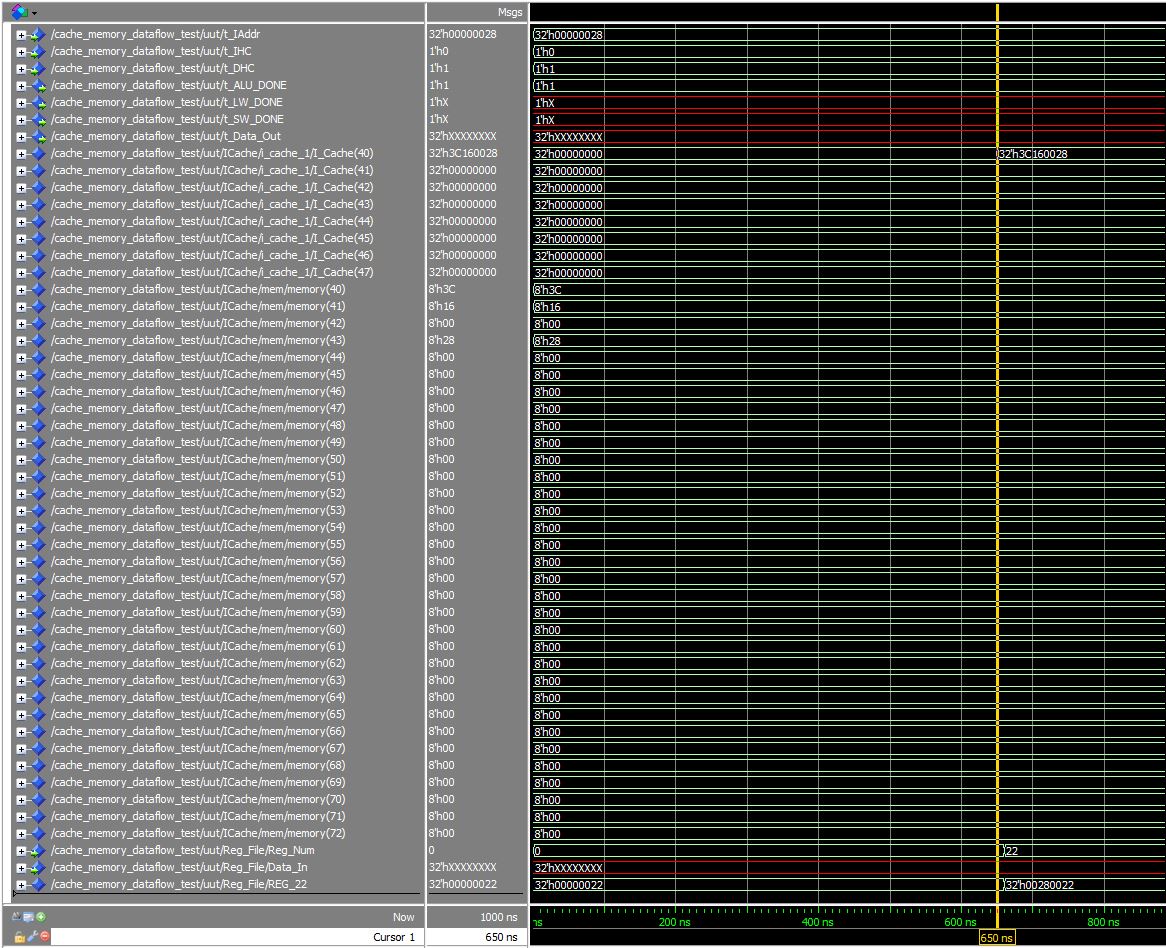 Msgs
/cache_memory_dataflow_test/uut/t_IAddr 32'h00000028 32'h00000028
/cache_memory_dataflow_test/uut/t_IHC 1'h0 1'h0
/cache_memory_dataflow_test/uut/t_DHC 1'h1 1'h1
/cache_memory_dataflow_test/uut/t_ALU_DONE 1'h1 1'h1
/cache_memory_dataflow_test/uut/t_LW_DONE 1'hX 1'hX
/cache_memory_dataflow_test/uut/t_SW_DONE 1'hX 1'hX
/cache_memory_dataflow_test/uut/t_Data_Out 32'hXXXXXXXX 32'hXXXXXXXX
/cache_memory_dataflow_test/uut/ICache/i_cache_1/I_Cache(40) 32'h3C160028 32'h00000000 32'h3C160028
/cache_memory_dataflow_test/uut/ICache/i_cache_1/I_Cache(41) 32'h00000000 32'h00000000
/cache_memory_dataflow_test/uut/ICache/i_cache_1/I_Cache(42) 32'h00000000 32'h00000000
/cache_memory_dataflow_test/uut/ICache/i_cache_1/I_Cache(43) 32'h00000000 32'h00000000
/cache_memory_dataflow_test/uut/ICache/i_cache_1/I_Cache(44) 32'h00000000 32'h00000000
/cache_memory_dataflow_test/uut/ICache/i_cache_1/I_Cache(45) 32'h00000000 32'h00000000
/cache_memory_dataflow_test/uut/ICache/i_cache_1/I_Cache(46) 32'h00000000 32'h00000000
/cache_memory_dataflow_test/uut/ICache/i_cache_1/I_Cache(47) 32'h00000000 32'h00000000
/cache_memory_dataflow_test/uut/ICache/mem/memory(40) 8'h3C 8'h3C
/cache_memory_dataflow_test/uut/ICache/mem/memory(41) 8'h16 8'h16
/cache_memory_dataflow_test/uut/ICache/mem/memory(42) 8'h00 8'h00
/cache_memory_dataflow_test/uut/ICache/mem/memory(43) 8'h28 8'h28
/cache_memory_dataflow_test/uut/ICache/mem/memory(44) 8'h00 8'h00
/cache_memory_dataflow_test/uut/ICache/mem/memory(45) 8'h00 8'h00
/cache_memory_dataflow_test/uut/ICache/mem/memory(46) 8'h00 8'h00
/cache_memory_dataflow_test/uut/ICache/mem/memory(47) 8'h00 8'h00
/cache_memory_dataflow_test/uut/ICache/mem/memory(48) 8'h00 8'h00
/cache_memory_dataflow_test/uut/ICache/mem/memory(49) 8'h00 8'h00
/cache_memory_dataflow_test/uut/ICache/mem/memory(50) 8'h00 8'h00
/cache_memory_dataflow_test/uut/ICache/mem/memory(51) 8'h00 8'h00
/cache_memory_dataflow_test/uut/ICache/mem/memory(52) 8'h00 8'h00
/cache_memory_dataflow_test/uut/ICache/mem/memory(53) 8'h00 8'h00
/cache_memory_dataflow_test/uut/ICache/mem/memory(54) 8'h00 8'h00
/cache_memory_dataflow_test/uut/ICache/mem/memory(55) 8'h00 8'h00
/cache_memory_dataflow_test/uut/ICache/mem/memory(56) 8'h00 8'h00
/cache_memory_dataflow_test/uut/ICache/mem/memory(57) 8'h00 8'h00
/cache_memory_dataflow_test/uut/ICache/mem/memory(58) 8'h00 8'h00
/cache_memory_dataflow_test/uut/ICache/mem/memory(59) 8'h00 8'h00
/cache_memory_dataflow_test/uut/ICache/mem/memory(60) 8'h00 8'h00
/cache_memory_dataflow_test/uut/ICache/mem/memory(61) 8'h00 8'h00
/cache_memory_dataflow_test/uut/ICache/mem/memory(62) 8'h00 8'h00
/cache_memory_dataflow_test/uut/ICache/mem/memory(63) 8'h00 8'h00
/cache_memory_dataflow_test/uut/ICache/mem/memory(64) 8'h00 8'h00
/cache_memory_dataflow_test/uut/ICache/mem/memory(65) 8'h00 8'h00
/cache_memory_dataflow_test/uut/ICache/mem/memory(66) 8'h00 8'h00
/cache_memory_dataflow_test/uut/ICache/mem/memory(67) 8'h00 8'h00
/cache_memory_dataflow_test/uut/ICache/mem/memory(68) 8'h00 8'h00
/cache_memory_dataflow_test/uut/ICache/mem/memory(69) 8'h00 8'h00
/cache_memory_dataflow_test/uut/ICache/mem/memory(70) 8'h00 8'h00
/cache_memory_dataflow_test/uut/ICache/mem/memory(71) 8'h00 8'h00
/cache_memory_dataflow_test/uut/ICache/mem/memory(72) 8'h00 8'h00
/cache_memory_dataflow_test/uut/Reg_File/Reg_Num 0 0 22
/cache_memory_dataflow_test/uut/Reg_File/Data_In 32'hXXXXXXXX 32'hXXXXXXXX
/cache_memory_dataflow_test/uut/Reg_File/REG_22 32'h00000022 32'h00000022 32'h00280022
Now 1000 ns ns 200 ns 400 ns 600 ns 800 ns
Cursor 1 650 ns 650 ns